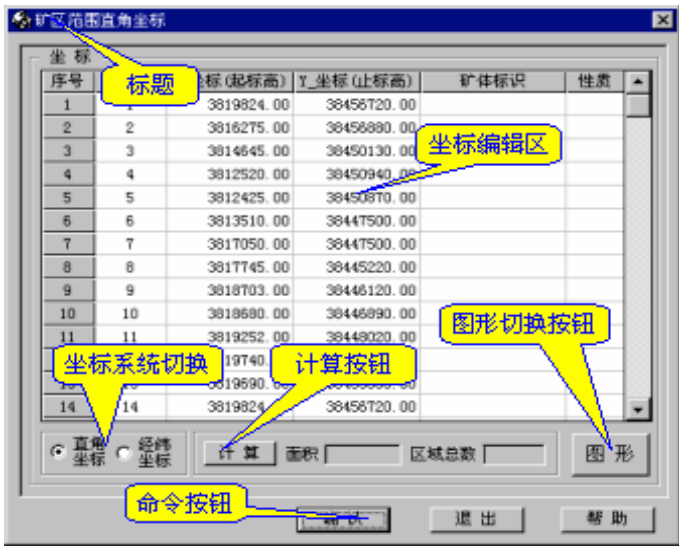 矿区范围直角坐标
坐 标
标题
序号 坐标(起标高) Y_坐标(止标高) 矿体标识 性质
1 1 3819824.00 38456720.00
2 2 3816275.00 38456880.00
3 3 3814645.00 38450130.00
坐标编辑区
4 4 3812520.00 38450940.00
5 5 3812425.00 38450870.00
6 6 3813510.00 38447500.00
7 7 3817050.00 38447500.00
8 8 3817745.00 38445220.00
9 9 3818703.00 38446120.00
10 10 3818680.00 38446890.00
图形切换按钮
11 11 3819252.00 38448020.00
坐标系统切换 计算按钮
3819690.00
14 14 3819824 38456720.00
直角坐标 经纬坐标 计 算 面积 区域总数 图 形
命令按钮
确 认 退 出 帮 助